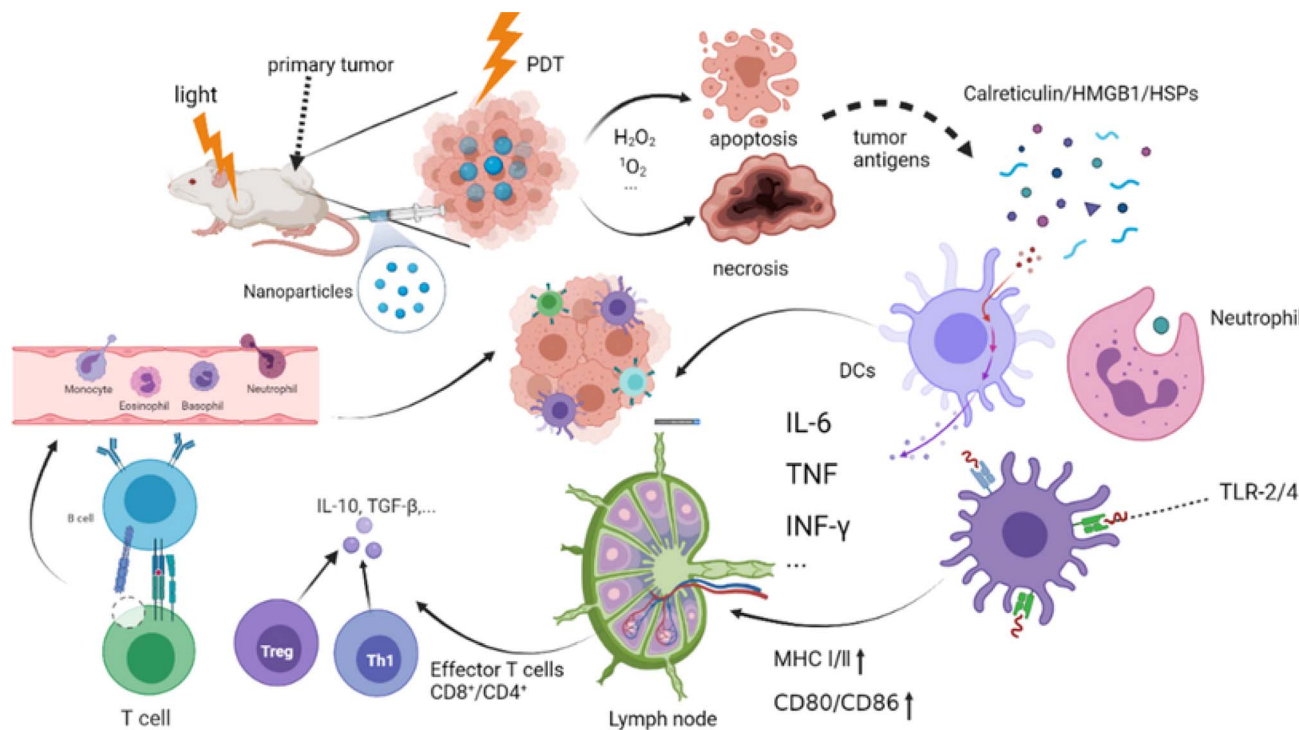 primary tumor
light
PDT
H₂O₂
¹O₂
...
apoptosis
necrosis
tumor
antigens
Calreticulin/HMGB1/HSPs
Nanoparticles
Neutrophil
DCs
Monocyte
Eosinophil
Basophil
Neutrophil
IL-6
TNF
INF-γ
...
TLR-2/4
B cell
IL-10, TGF-β,...
Treg
Th1
Effector T cells
CD8⁺/CD4⁺
MHC I/II
CD80/CD86
T cell
Lymph node